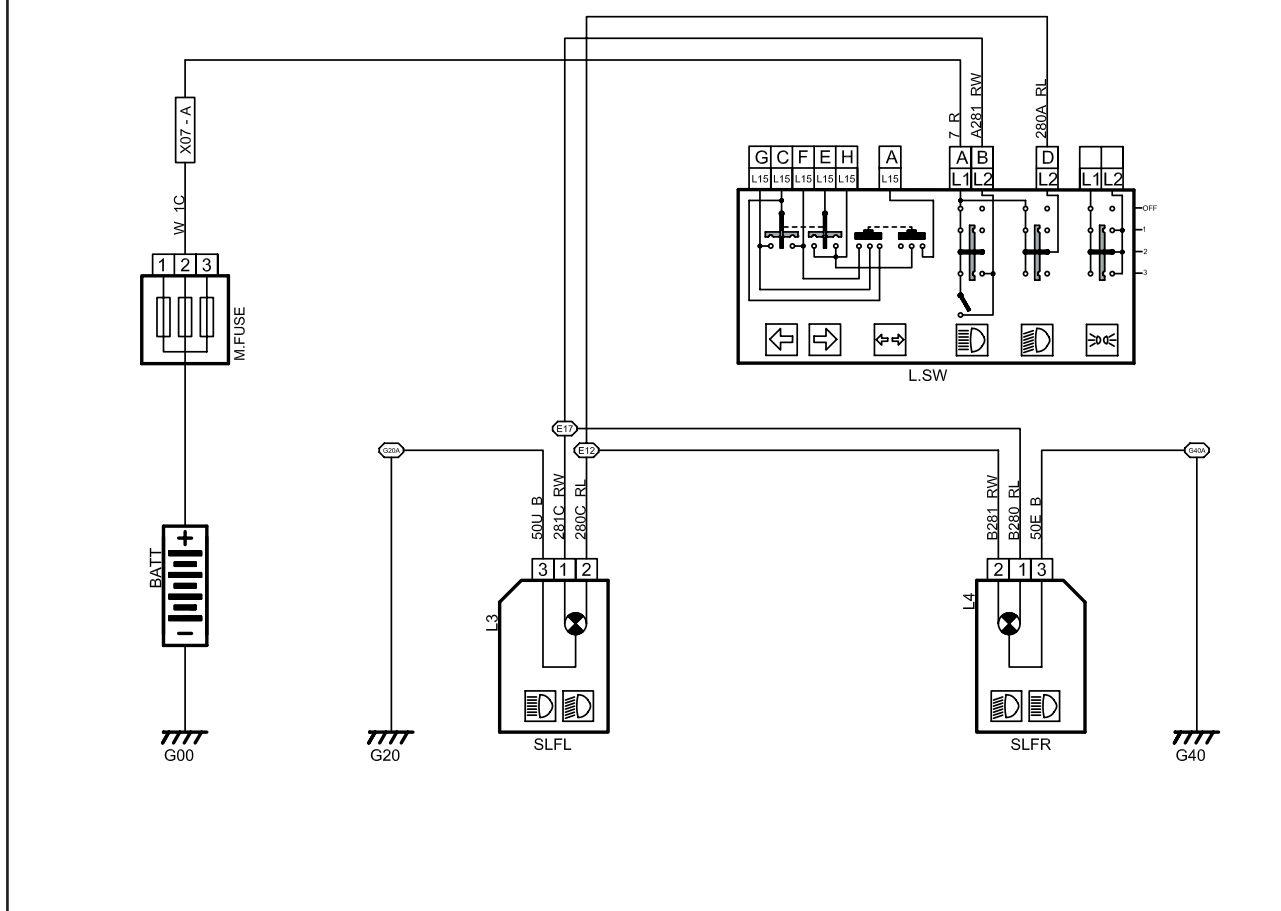 X07 - A
7 R
A281 RW
280A RL
G C F E H A A B D
L15 L15 L15 L15 L15 L15 L1 L2 L2 L1 L2
OFF
1
2
3
W 1C
1 2 3
M.FUSE
L.SW
E17
G20A
E12
G40A
50U B
281C RW
280C RL
B281 RW
B280 RL
50E B
+
BATT
−
3 1 2
2 1 3
L3
L4
SLFL
SLFR
G00
G20
G40